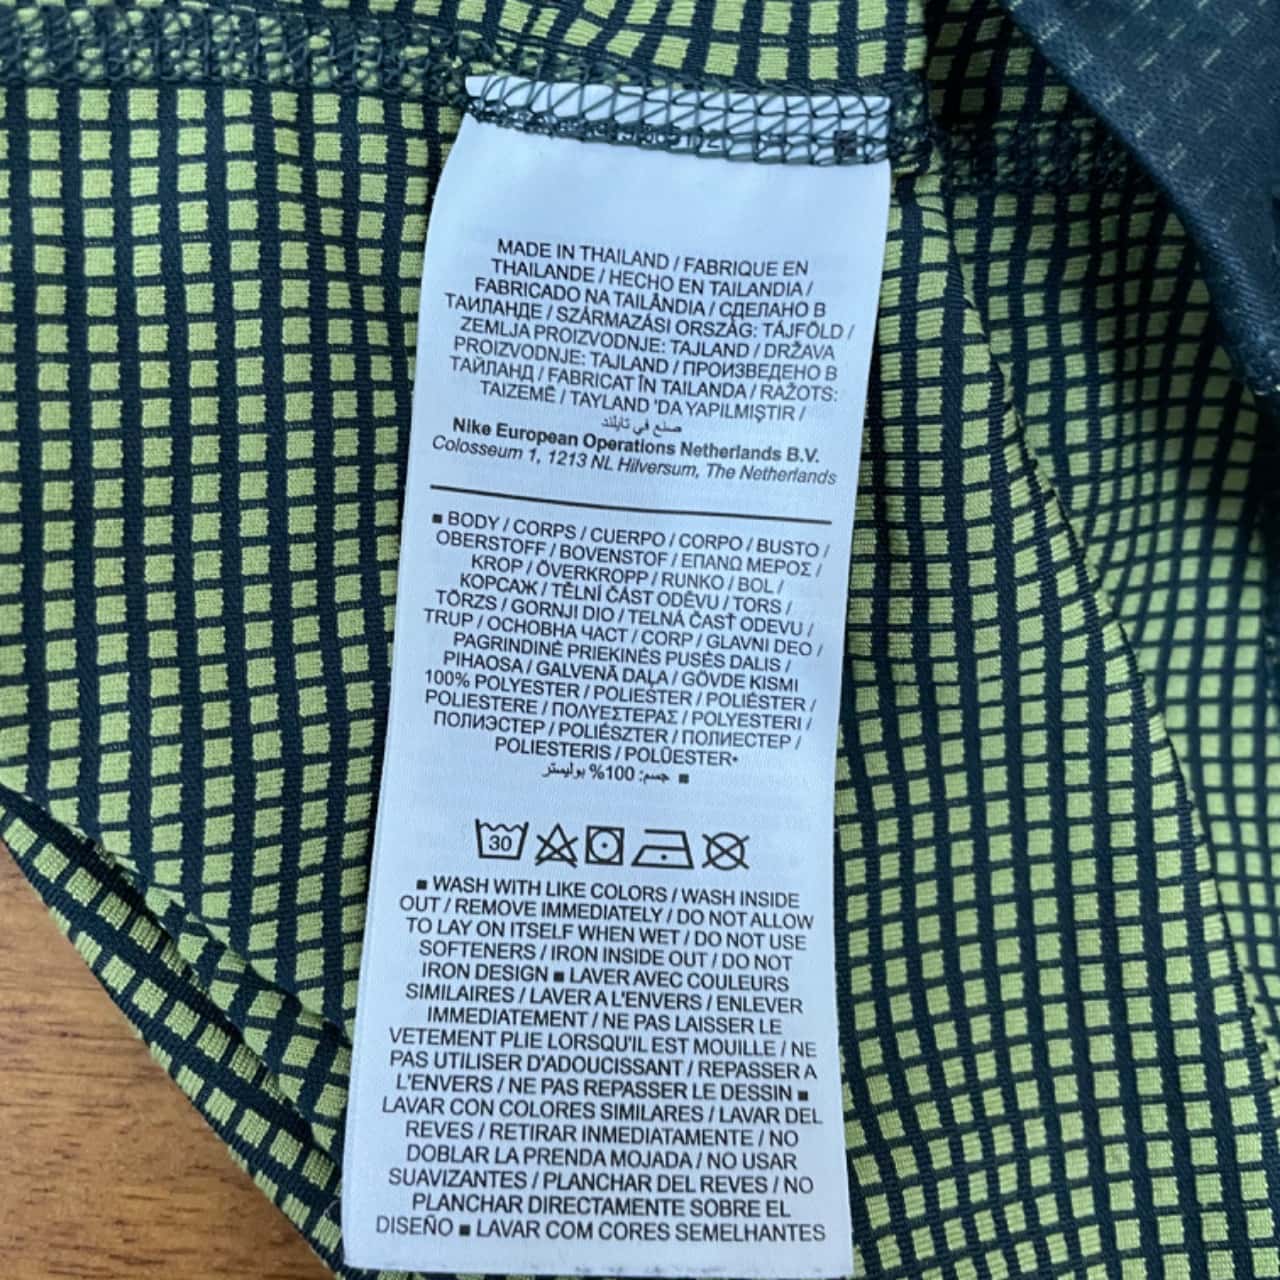 MADE IN THAILAND / FABRIQUE EN
THAILANDE / HECHO EN TAILANDIA /
FABRICADO NA TAILÂNDIA / СДЕЛАНО В
ТАИЛАНДЕ / SZÁRMAZÁSI ORSZÁG: TÁJFÖLD /
ZEMLJA PROIZVODNJE: TAJLAND / DRŽAVA
PROIZVODNJE: TAJLAND / ПРОИЗВЕДЕНО В
ТАЙЛАНД / FABRICAT ÎN TAILANDA / RAŽOTS:
TAIZEMĒ / TAYLAND 'DA YAPILMIŞTIR /
صنع في تايلند
Nike European Operations Netherlands B.V.
Colosseum 1, 1213 NL Hilversum, The Netherlands
■ BODY / CORPS / CUERPO / CORPO / BUSTO /
OBERSTOFF / BOVENSTOF / ΕΠΑΝΩ ΜΕΡΟΣ /
KROP / ÖVERKROPP / RUNKO / BOL /
КОРСАЖ / TĚLNÍ ČÁST ODĚVU / TORS /
TÖRZS / GORNJI DIO / TELNÁ ČASŤ ODEVU /
TRUP / ОСНОВНА ЧАСТ / CORP / GLAVNI DEO /
PAGRINDINĖ PRIEKINĖS PUSĖS DALIS /
PIHAOSA / GALVENĀ DAĻA / GÖVDE KISMI
100% POLYESTER / POLIESTER / POLIÉSTER /
POLIESTERE / ΠΟΛΥΕΣΤΕΡΑΣ / POLYESTERI /
ПОЛИЭСТЕР / POLIÉSZTER / ПОЛИЕСТЕР /
POLIESTERIS / POLÜESTER•
■ جسم: 100% بوليستر
30
■ WASH WITH LIKE COLORS / WASH INSIDE
OUT / REMOVE IMMEDIATELY / DO NOT ALLOW
TO LAY ON ITSELF WHEN WET / DO NOT USE
SOFTENERS / IRON INSIDE OUT / DO NOT
IRON DESIGN ■ LAVER AVEC COULEURS
SIMILAIRES / LAVER A L'ENVERS / ENLEVER
IMMEDIATEMENT / NE PAS LAISSER LE
VETEMENT PLIE LORSQU'IL EST MOUILLE / NE
PAS UTILISER D'ADOUCISSANT / REPASSER A
L'ENVERS / NE PAS REPASSER LE DESSIN ■
LAVAR CON COLORES SIMILARES / LAVAR DEL
REVES / RETIRAR INMEDIATAMENTE / NO
DOBLAR LA PRENDA MOJADA / NO USAR
SUAVIZANTES / PLANCHAR DEL REVES / NO
PLANCHAR DIRECTAMENTE SOBRE EL
DISEÑO ■ LAVAR COM CORES SEMELHANTES